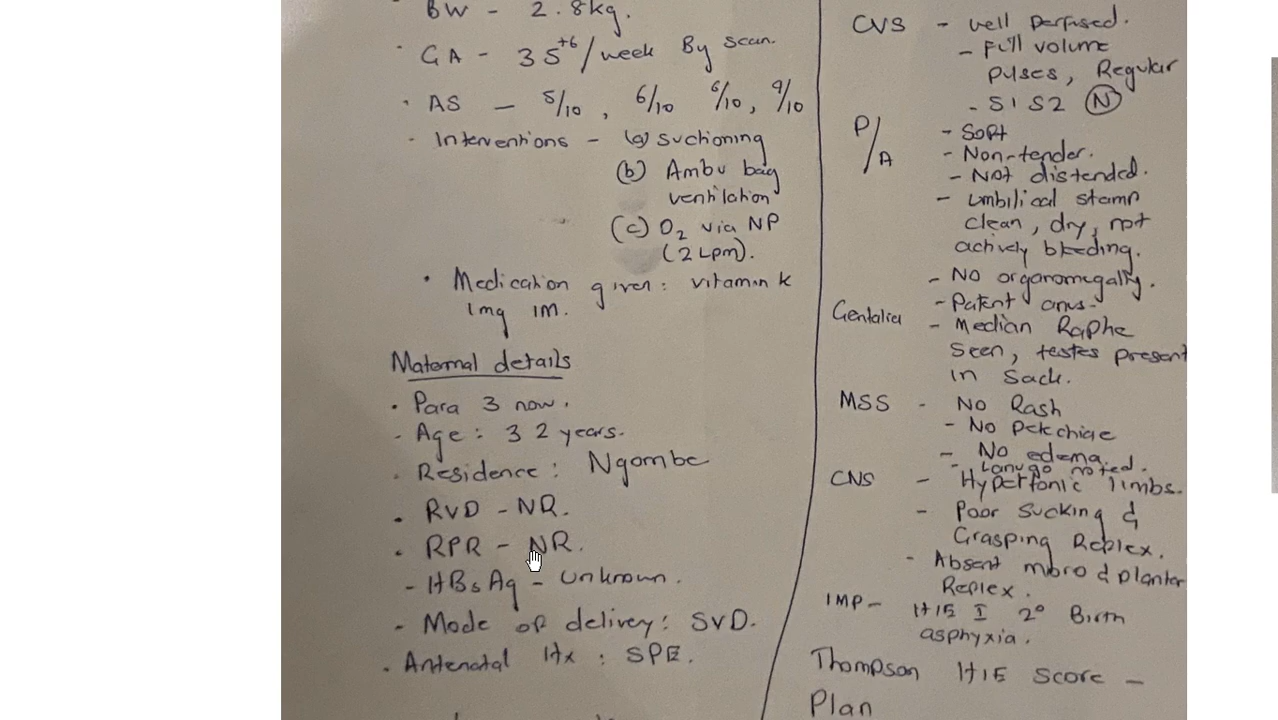 BW - 2.8kg.
· GA - 35+6/week By scan.
· AS - 5/10, 6/10 6/10, 9/10
· Interventions - (a) suctioning
(b) Ambu bag
ventilation
(c) O2 via NP
(2 Lpm).
· Medication given: vitamin k
1mg IM.
Maternal details
· Para 3 now.
- Age: 32 years.
· Residence: Ngombe
· RVD - NR.
· RPR - NR.
- HBsAg - Unknown.
- Mode of delivery: SVD.
· Antenatal Hx: SPE.
CVS - well perfused.
- Full volume
pulses, Regular
- S1 S2 (N)
P/A - Soft
- Non-tender.
- Not distended.
- Umbilical stamp
clean, dry, not
actively bleeding.
- No organomegally.
- Patent anus.
Gentalia - Median Raphe
seen, testes present
in sack.
MSS - No Rash
- No petechiae
- No edema.
- Lanugo noted.
CNS - Hypertonic limbs.
- Poor sucking &
Grasping Reflex.
- Absent moro & planter
Reflex.
IMP - HIE I 2° Birth
asphyxia.
Thompson HIE score -
Plan